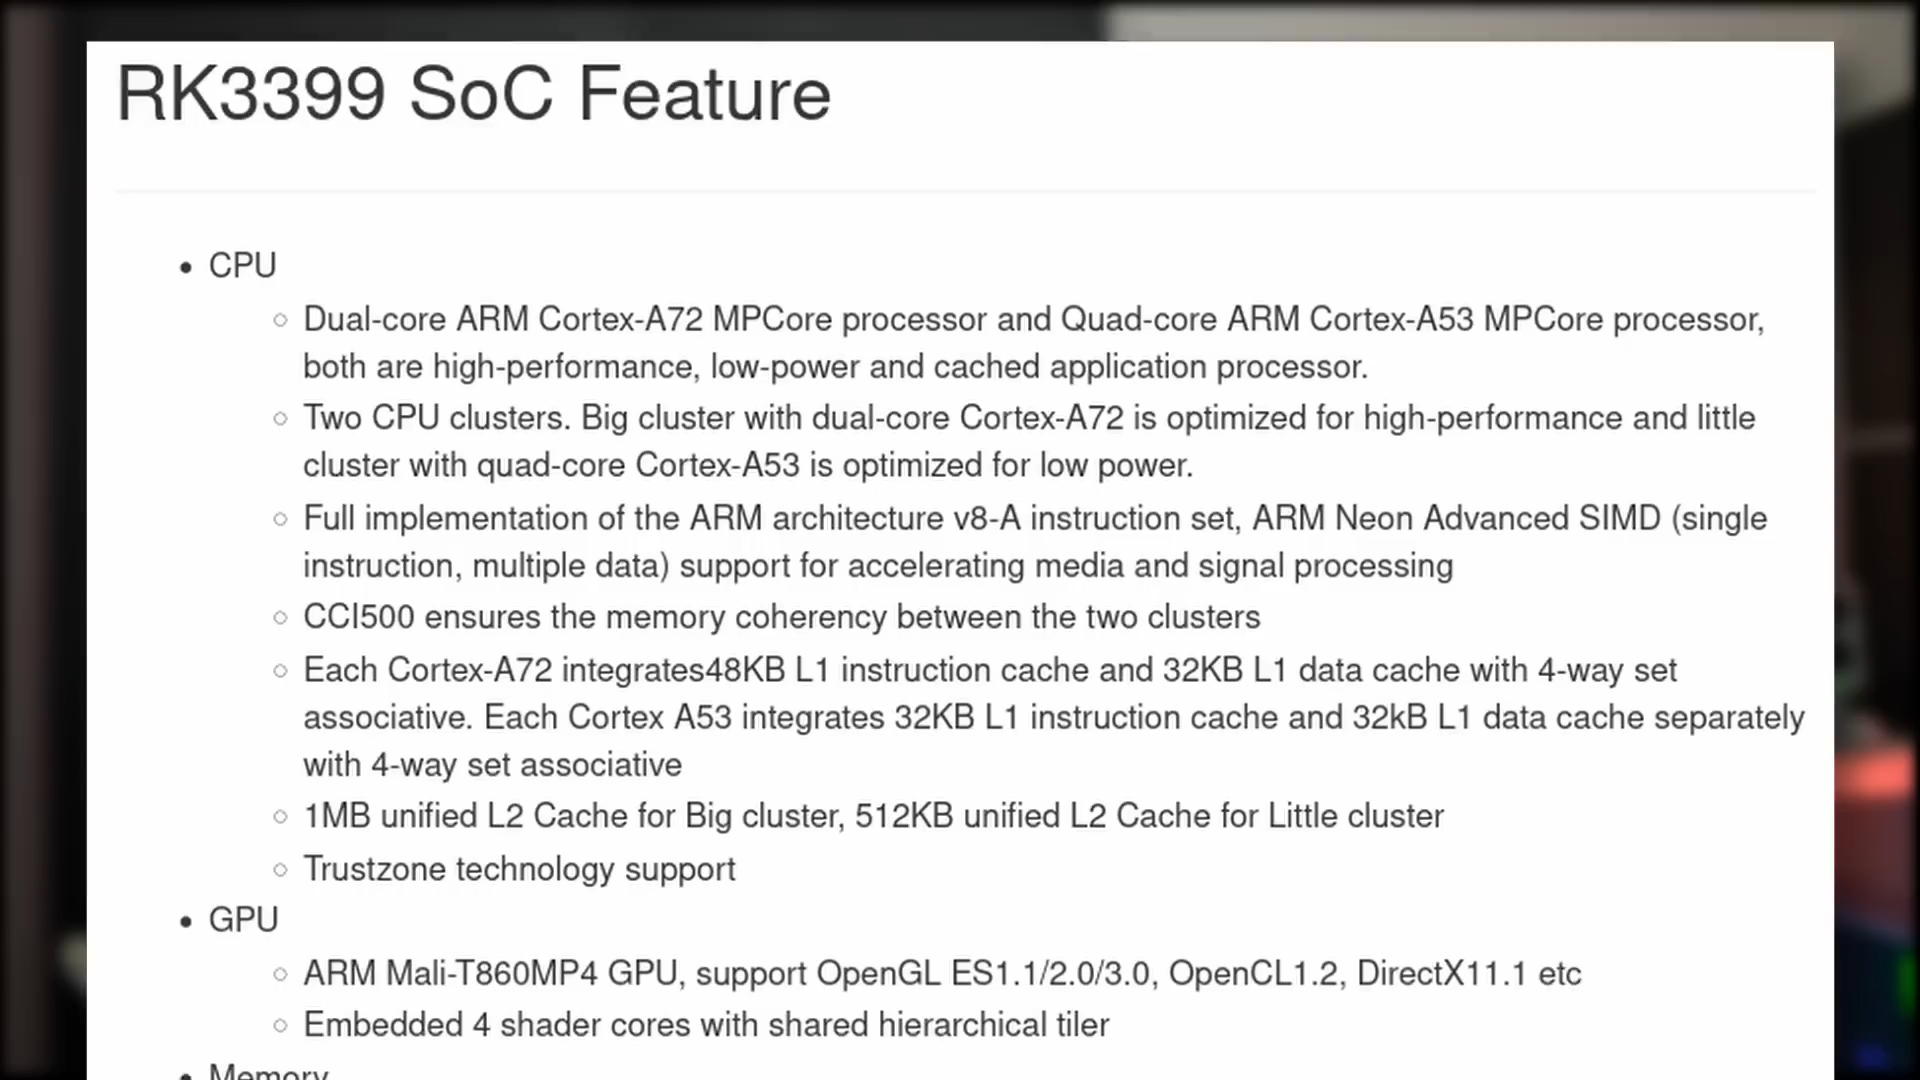 RK3399 SoC Feature
CPU
Dual-core ARM Cortex-A72 MPCore processor and Quad-core ARM Cortex-A53 MPCore processor,
both are high-performance, low-power and cached application processor.
Two CPU clusters. Big cluster with dual-core Cortex-A72 is optimized for high-performance and little
cluster with quad-core Cortex-A53 is optimized for low power.
Full implementation of the ARM architecture v8-A instruction set, ARM Neon Advanced SIMD (single
instruction, multiple data) support for accelerating media and signal processing
CCI500 ensures the memory coherency between the two clusters
Each Cortex-A72 integrates48KB L1 instruction cache and 32KB L1 data cache with 4-way set
associative. Each Cortex A53 integrates 32KB L1 instruction cache and 32kB L1 data cache separately
with 4-way set associative
1MB unified L2 Cache for Big cluster, 512KB unified L2 Cache for Little cluster
Trustzone technology support
GPU
ARM Mali-T860MP4 GPU, support OpenGL ES1.1/2.0/3.0, OpenCL1.2, DirectX11.1 etc
Embedded 4 shader cores with shared hierarchical tiler
Memory